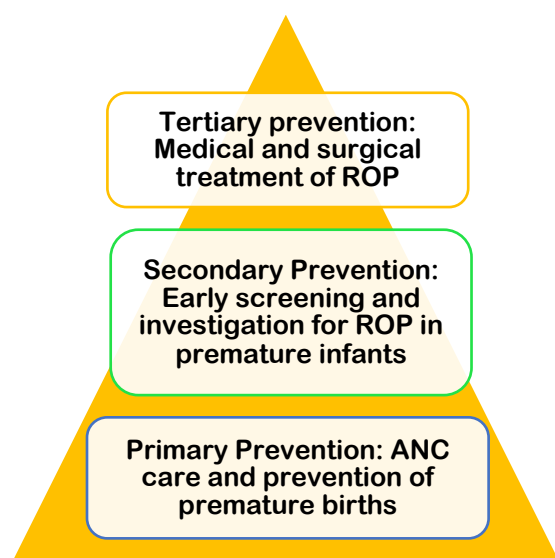 Tertiary prevention:
Medical and surgical
treatment of ROP
Secondary Prevention:
Early screening and
investigation for ROP in
premature infants
Primary Prevention: ANC
care and prevention of
premature births